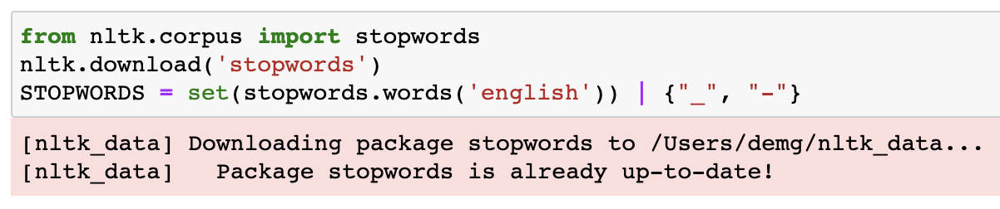 from nltk.corpus import stopwords
nltk.download('stopwords')
STOPWORDS = set(stopwords.words('english')) | {"_", "-"}
[nltk_data] Downloading package stopwords to /Users/demg/nltk_data...
[nltk_data]   Package stopwords is already up-to-date!